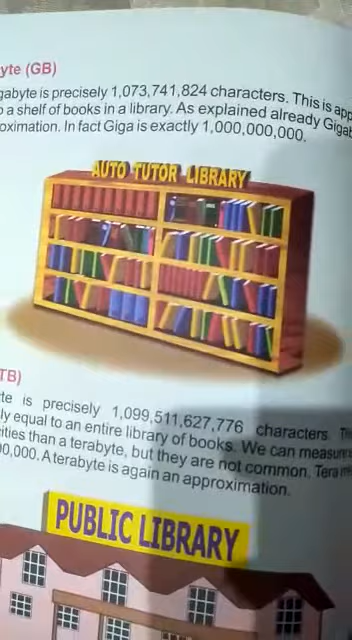 yte (GB)
gabyte is precisely 1,073,741,824 characters. This is app
o a shelf of books in a library. As explained already Gigab
oximation. In fact Giga is exactly 1,000,000,000.
AUTO TUTOR LIBRARY
TB)
te is precisely 1,099,511,627,776 characters. Th
ly equal to an entire library of books. We can measure
ities than a terabyte, but they are not common. Tera m
00,000. A terabyte is again an approximation.
PUBLIC LIBRARY